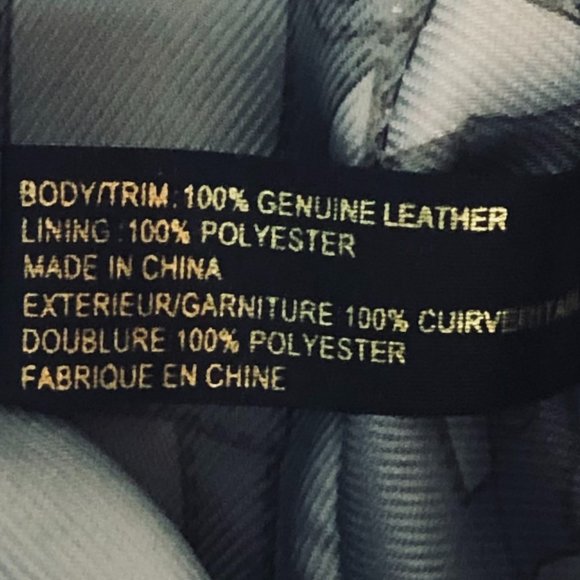 BODY/TRIM: 100% GENUINE LEATHER
LINING: 100% POLYESTER
MADE IN CHINA
EXTERIEUR/GARNITURE 100%
DOUBLURE 100% POLYESTER
FABRIQUE EN CHINE